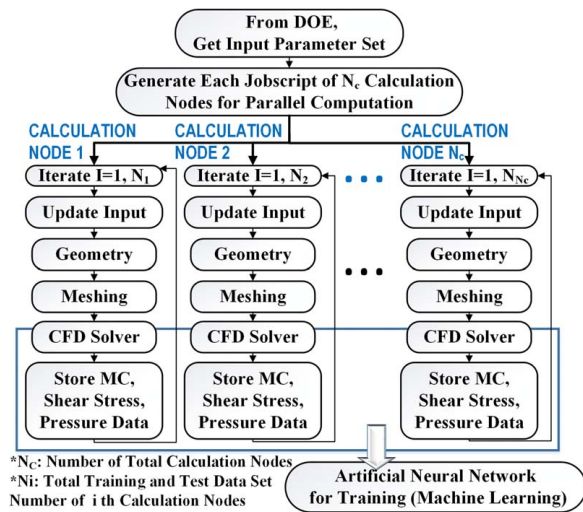 From DOE,
Get Input Parameter Set
Generate Each Jobscript of Nc Calculation
Nodes for Parallel Computation
CALCULATION
NODE 1
CALCULATION
NODE 2
CALCULATION
NODE Nc
Iterate I=1, N1
Iterate I=1, N2
Iterate I=1, NNc
Update Input
Update Input
Update Input
Geometry
Geometry
Geometry
Meshing
Meshing
Meshing
CFD Solver
CFD Solver
CFD Solver
Store MC,
Shear Stress,
Pressure Data
Store MC,
Shear Stress,
Pressure Data
Store MC,
Shear Stress,
Pressure Data
*NC: Number of Total Calculation Nodes
*Ni: Total Training and Test Data Set
Number of i th Calculation Nodes
Artificial Neural Network
for Training (Machine Learning)